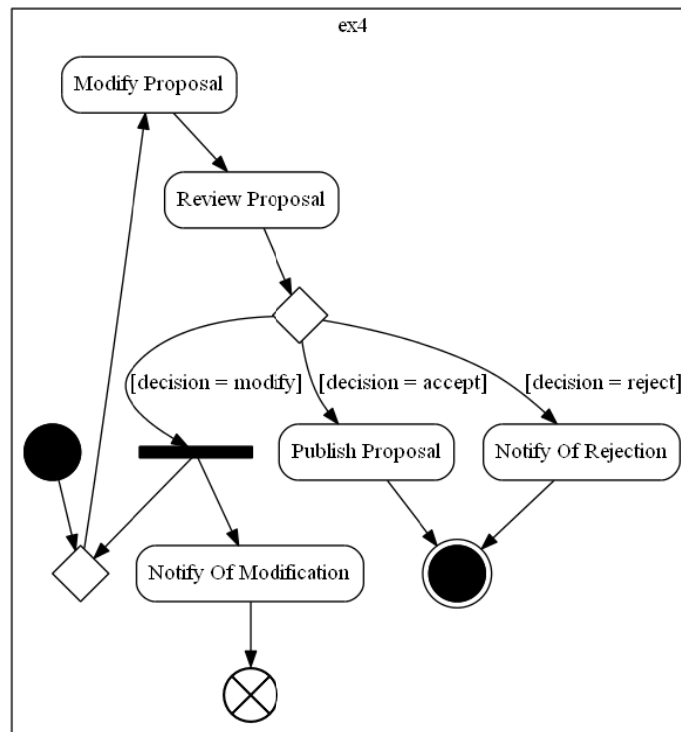 ex4
Modify Proposal
Review Proposal
[decision = modify]
[decision = accept]
[decision = reject]
Publish Proposal
Notify Of Rejection
Notify Of Modification